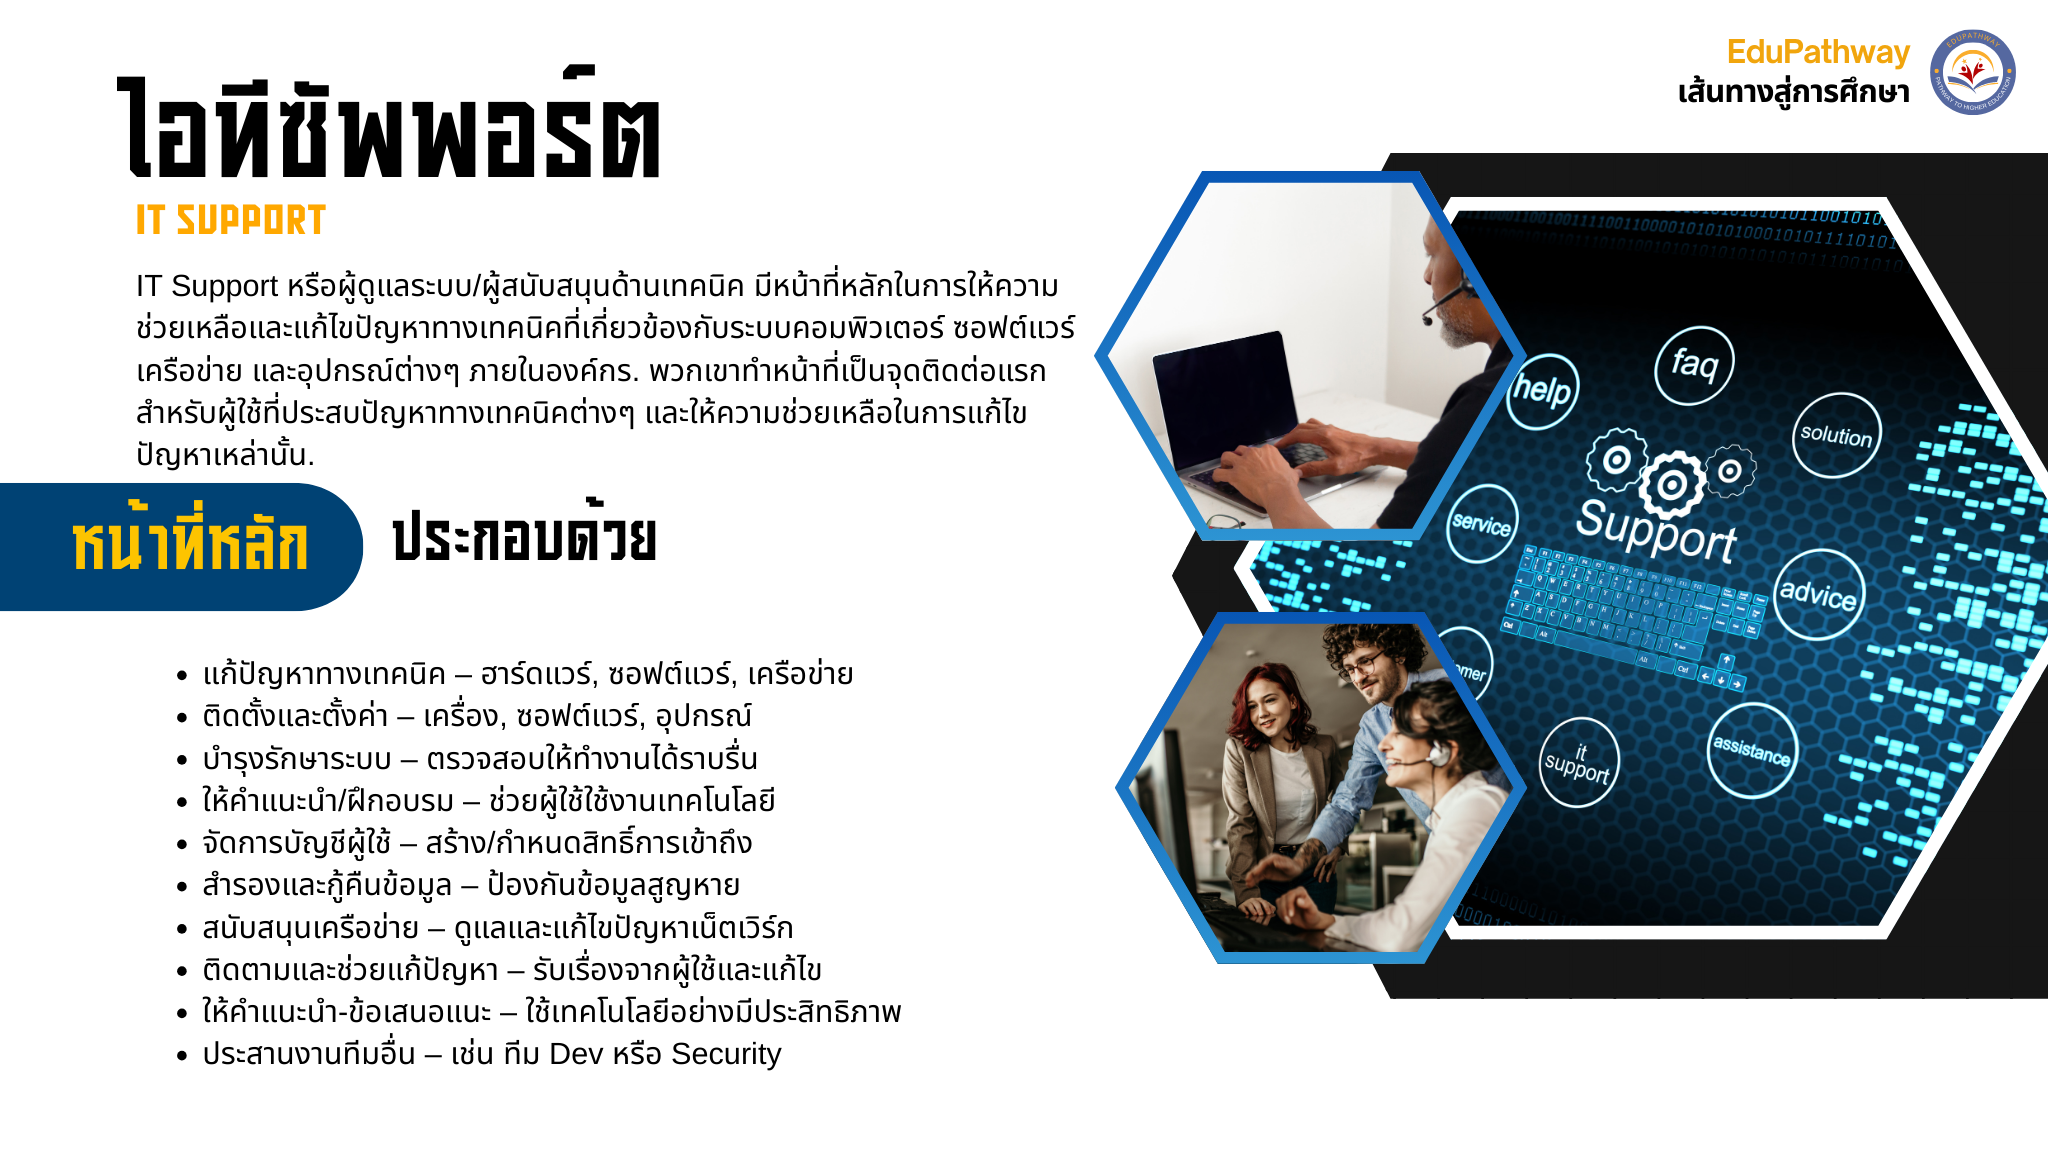 EduPathway
เส้นทางสู่การศึกษา
EDUPATHWAY
PATHWAY TO HIGHER EDUCATION
ไอทีซัพพอร์ต
IT SUPPORT
IT Support หรือผู้ดูแลระบบ/ผู้สนับสนุนด้านเทคนิค มีหน้าที่หลักในการให้ความ
ช่วยเหลือและแก้ไขปัญหาทางเทคนิคที่เกี่ยวข้องกับระบบคอมพิวเตอร์ ซอฟต์แวร์
เครือข่าย และอุปกรณ์ต่างๆ ภายในองค์กร. พวกเขาทำหน้าที่เป็นจุดติดต่อแรก
สำหรับผู้ใช้ที่ประสบปัญหาทางเทคนิคต่างๆ และให้ความช่วยเหลือในการแก้ไข
ปัญหาเหล่านั้น.
หน้าที่หลัก ประกอบด้วย
• แก้ปัญหาทางเทคนิค – ฮาร์ดแวร์, ซอฟต์แวร์, เครือข่าย
• ติดตั้งและตั้งค่า – เครื่อง, ซอฟต์แวร์, อุปกรณ์
• บำรุงรักษาระบบ – ตรวจสอบให้ทำงานได้ราบรื่น
• ให้คำแนะนำ/ฝึกอบรม – ช่วยผู้ใช้ใช้งานเทคโนโลยี
• จัดการบัญชีผู้ใช้ – สร้าง/กำหนดสิทธิ์การเข้าถึง
• สำรองและกู้คืนข้อมูล – ป้องกันข้อมูลสูญหาย
• สนับสนุนเครือข่าย – ดูแลและแก้ไขปัญหาเน็ตเวิร์ก
• ติดตามและช่วยแก้ปัญหา – รับเรื่องจากผู้ใช้และแก้ไข
• ให้คำแนะนำ-ข้อเสนอแนะ – ใช้เทคโนโลยีอย่างมีประสิทธิภาพ
• ประสานงานทีมอื่น – เช่น ทีม Dev หรือ Security
help
faq
solution
service
Support
advice
mer
it
support
assistance